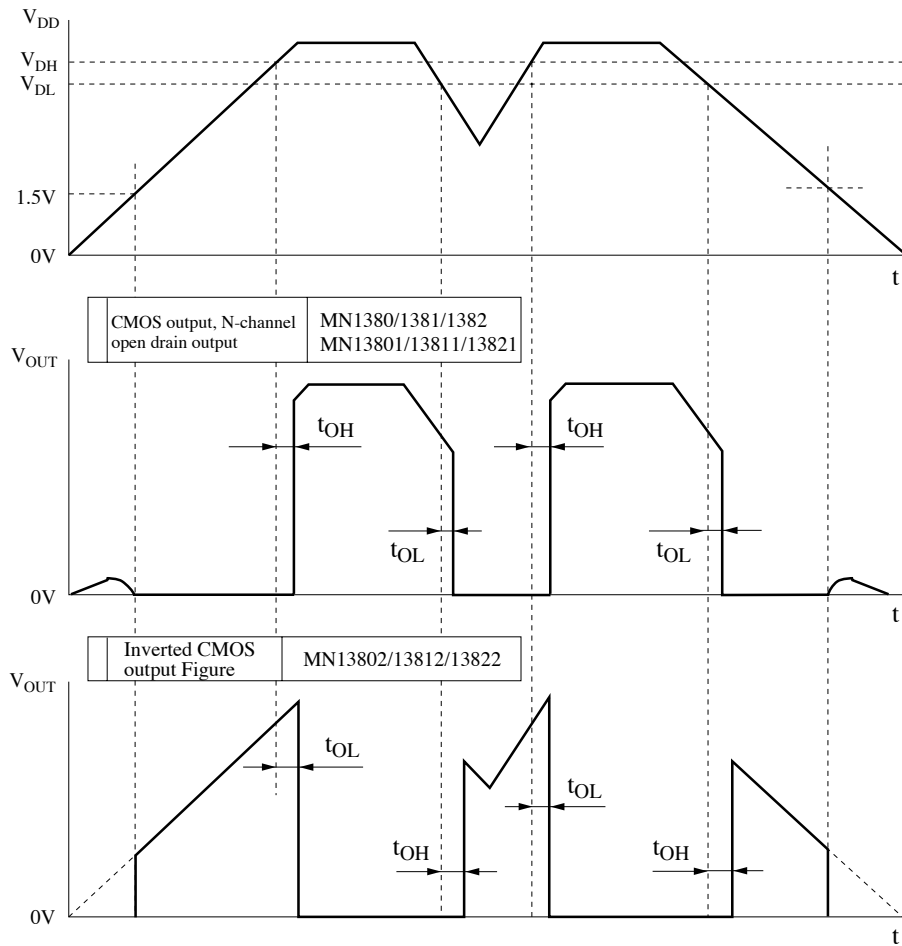 VDD
VDH
VDL
1.5V
0V
t
CMOS output, N-channel
open drain output
MN1380/1381/1382
MN13801/13811/13821
VOUT
tOH
tOH
tOL
tOL
0V
t
Inverted CMOS
output Figure
MN13802/13812/13822
VOUT
tOL
tOL
tOH
tOH
0V
t